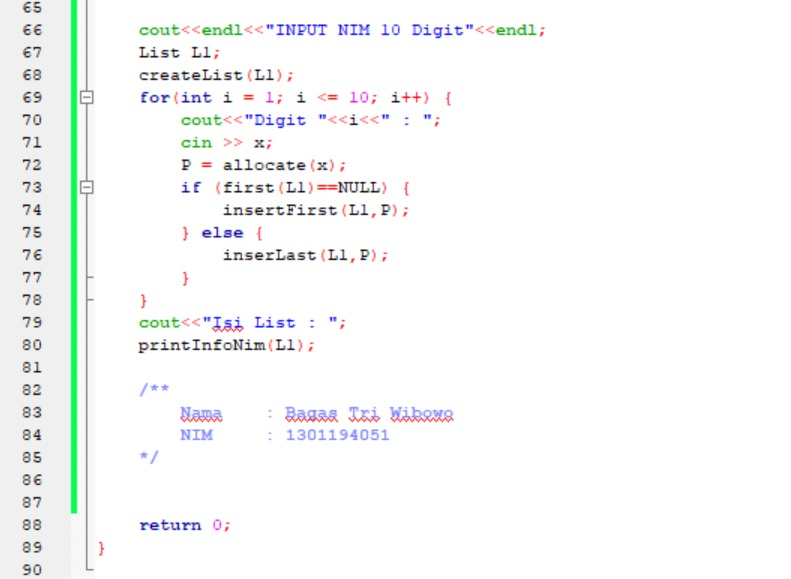 65
66 cout<<endl<<"INPUT NIM 10 Digit"<<endl;
67 List L1;
68 createList(L1);
69 for(int i = 1; i <= 10; i++) {
70 cout<<"Digit "<<i<<" : ";
71 cin >> x;
72 P = allocate(x);
73 if (first(L1)==NULL) {
74 insertFirst(L1,P);
75 } else {
76 inserLast(L1,P);
77 }
78 }
79 cout<<"Isi List : ";
80 printInfoNim(L1);
81
82 /**
83 Nama : Bagas Tri Wibowo
84 NIM : 1301194051
85 */
86
87
88 return 0;
89 }
90